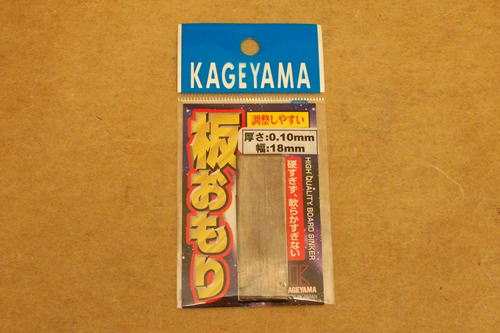 KAGEYAMA
調整しやすい
厚さ:0.10mm
幅:18mm
板おもり
硬すぎず、軟らかすぎない
HIGH QUALITY BOARD SINKER
K
KAGEYAMA